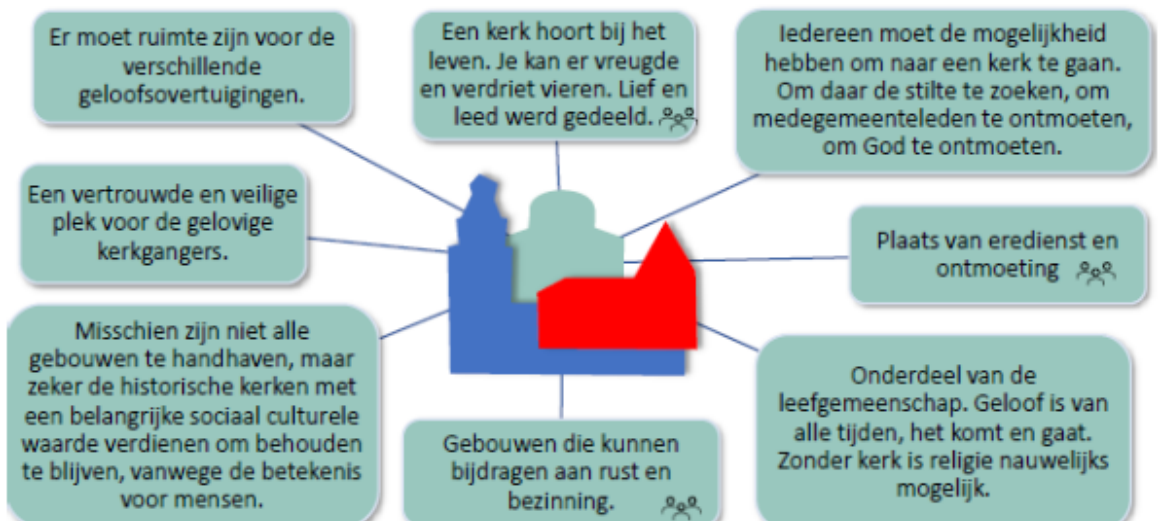 Er moet ruimte zijn voor de
verschillende
geloofsovertuigingen.
Een kerk hoort bij het
leven. Je kan er vreugde
en verdriet vieren. Lief en
leed werd gedeeld.
Iedereen moet de mogelijkheid
hebben om naar een kerk te gaan.
Om daar de stilte te zoeken, om
medegemeenteleden te ontmoeten,
om God te ontmoeten.
Een vertrouwde en veilige
plek voor de gelovige
kerkgangers.
Plaats van eredienst en
ontmoeting
Misschien zijn niet alle
gebouwen te handhaven, maar
zeker de historische kerken met
een belangrijke sociaal culturele
waarde verdienen om behouden
te blijven, vanwege de betekenis
voor mensen.
Gebouwen die kunnen
bijdragen aan rust en
bezinning.
Onderdeel van de
leefgemeenschap. Geloof is van
alle tijden, het komt en gaat.
Zonder kerk is religie nauwelijks
mogelijk.